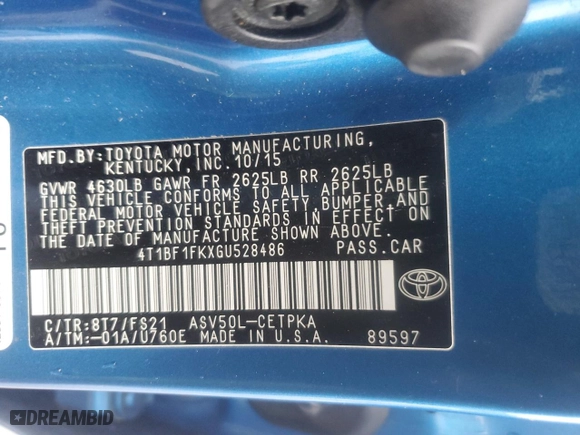 MFD.BY: TOYOTA MOTOR MANUFACTURING,
KENTUCKY, INC. 10/15
GVWR 4630LB GAWR FR 2625LB RR 2625LB
THIS VEHICLE CONFORMS TO ALL APPLICABLE
FEDERAL MOTOR VEHICLE SAFETY, BUMPER, AND
THEFT PREVENTION STANDARDS IN EFFECT ON
THE DATE OF MANUFACTURE SHOWN ABOVE.
4T1BF1FKXGU528486 PASS.CAR
C/TR:8T7/FS21 ASV50L-CETPKA
A/TM:-01A/U760E MADE IN U.S.A. 89597
DREAMBID